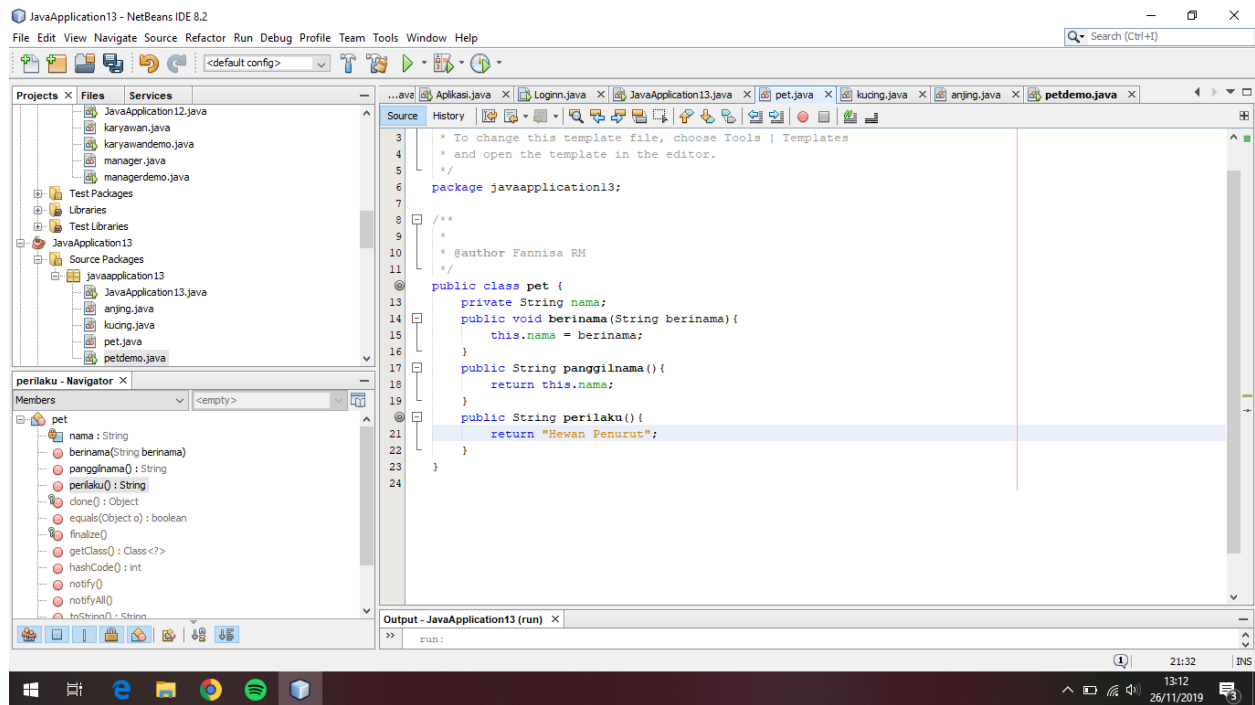 JavaApplication13 - NetBeans IDE 8.2
File Edit View Navigate Source Refactor Run Debug Profile Team Tools Window Help
Search (Ctrl+I)
<default config>
Projects Files Services
JavaApplication12.java
karyawan.java
karyawandemo.java
manager.java
managerdemo.java
Test Packages
Libraries
Test Libraries
JavaApplication13
Source Packages
javaapplication13
JavaApplication13.java
anjing.java
kucing.java
pet.java
petdemo.java
perilaku - Navigator
Members <empty>
pet
nama : String
berinama(String berinama)
panggilnama() : String
perilaku() : String
clone() : Object
equals(Object o) : boolean
finalize()
getClass() : Class<?>
hashCode() : int
notify()
notifyAll()
toString() : String
...ava Aplikasi.java Loginn.java JavaApplication13.java pet.java kucing.java anjing.java petdemo.java
Source History
3 * To change this template file, choose Tools | Templates
4 * and open the template in the editor.
5 */
6 package javaapplication13;
7
8 /**
9 *
10 * @author Fannisa RM
11 */
public class pet {
13 private String nama;
14 public void berinama(String berinama){
15 this.nama = berinama;
16 }
17 public String panggilnama(){
18 return this.nama;
19 }
public String perilaku(){
21 return "Hewan Penurut";
22 }
23 }
24
Output - JavaApplication13 (run)
run:
1 21:32 INS
13:12
26/11/2019
3